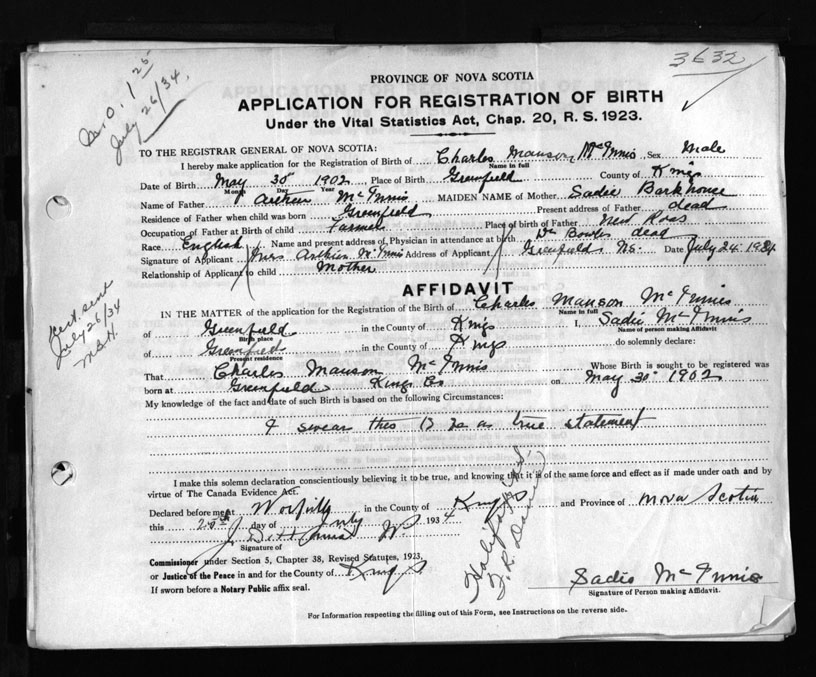 3632
M.O. 1 25
July 26/34
PROVINCE OF NOVA SCOTIA
APPLICATION FOR REGISTRATION OF BIRTH
Under the Vital Statistics Act, Chap. 20, R. S. 1923.
TO THE REGISTRAR GENERAL OF NOVA SCOTIA:
I hereby make application for the Registration of Birth of Charles Manson McInnis Sex Male
Name in full
Date of Birth May 30 1902 Place of Birth Greenfield County of Kings
Month Day Year
Name of Father McInnis MAIDEN NAME of Mother Sadie Barkhouse
Residence of Father when child was born Greenfield Present address of Father dead
Occupation of Father at Birth of child Farmer Place of birth of Father New Ross
Race English Name and present address of Physician in attendance at birth Dr Bowles dead
Signature of Applicant Mrs McInnis Address of Applicant Greenfield NS. Date July 24 1934
Relationship of Applicant to child Mother
AFFIDAVIT
IN THE MATTER of the application of the Registration of the Birth of Charles Manson McInnis
Name in full
of Greenfield in the County of Kings I, Sadie McInnis
Birth place Name of person making Affidavit
of Greenfield in the County of Kings do solemnly declare:
Present residence
That Charles Manson McInnis Whose Birth is sought to be registered was
born at Greenfield Kings Co on May 30 1902
My knowledge of the fact and date of such Birth is based on the following Circumstances:
I swear this is a true statement
I make this solemn declaration conscientiously believing it to be true, and knowing that it is of the same force and effect as if made under oath and by
virtue of The Canada Evidence Act.
Declared before me at Wolfville in the County of Kings and Province of Nova Scotia
this day of July 1934
Signature of
Commissioner under Section 5, Chapter 38, Revised Statutes, 1923,
or Justice of the Peace in and for the County of Kings
If sworn before a Notary Public affix seal.
Sadie McInnis
Signature of Person making Affidavit.
For Information respecting the filling out of this Form, see Instructions on the reverse side.
Cert. sent
July 26/34